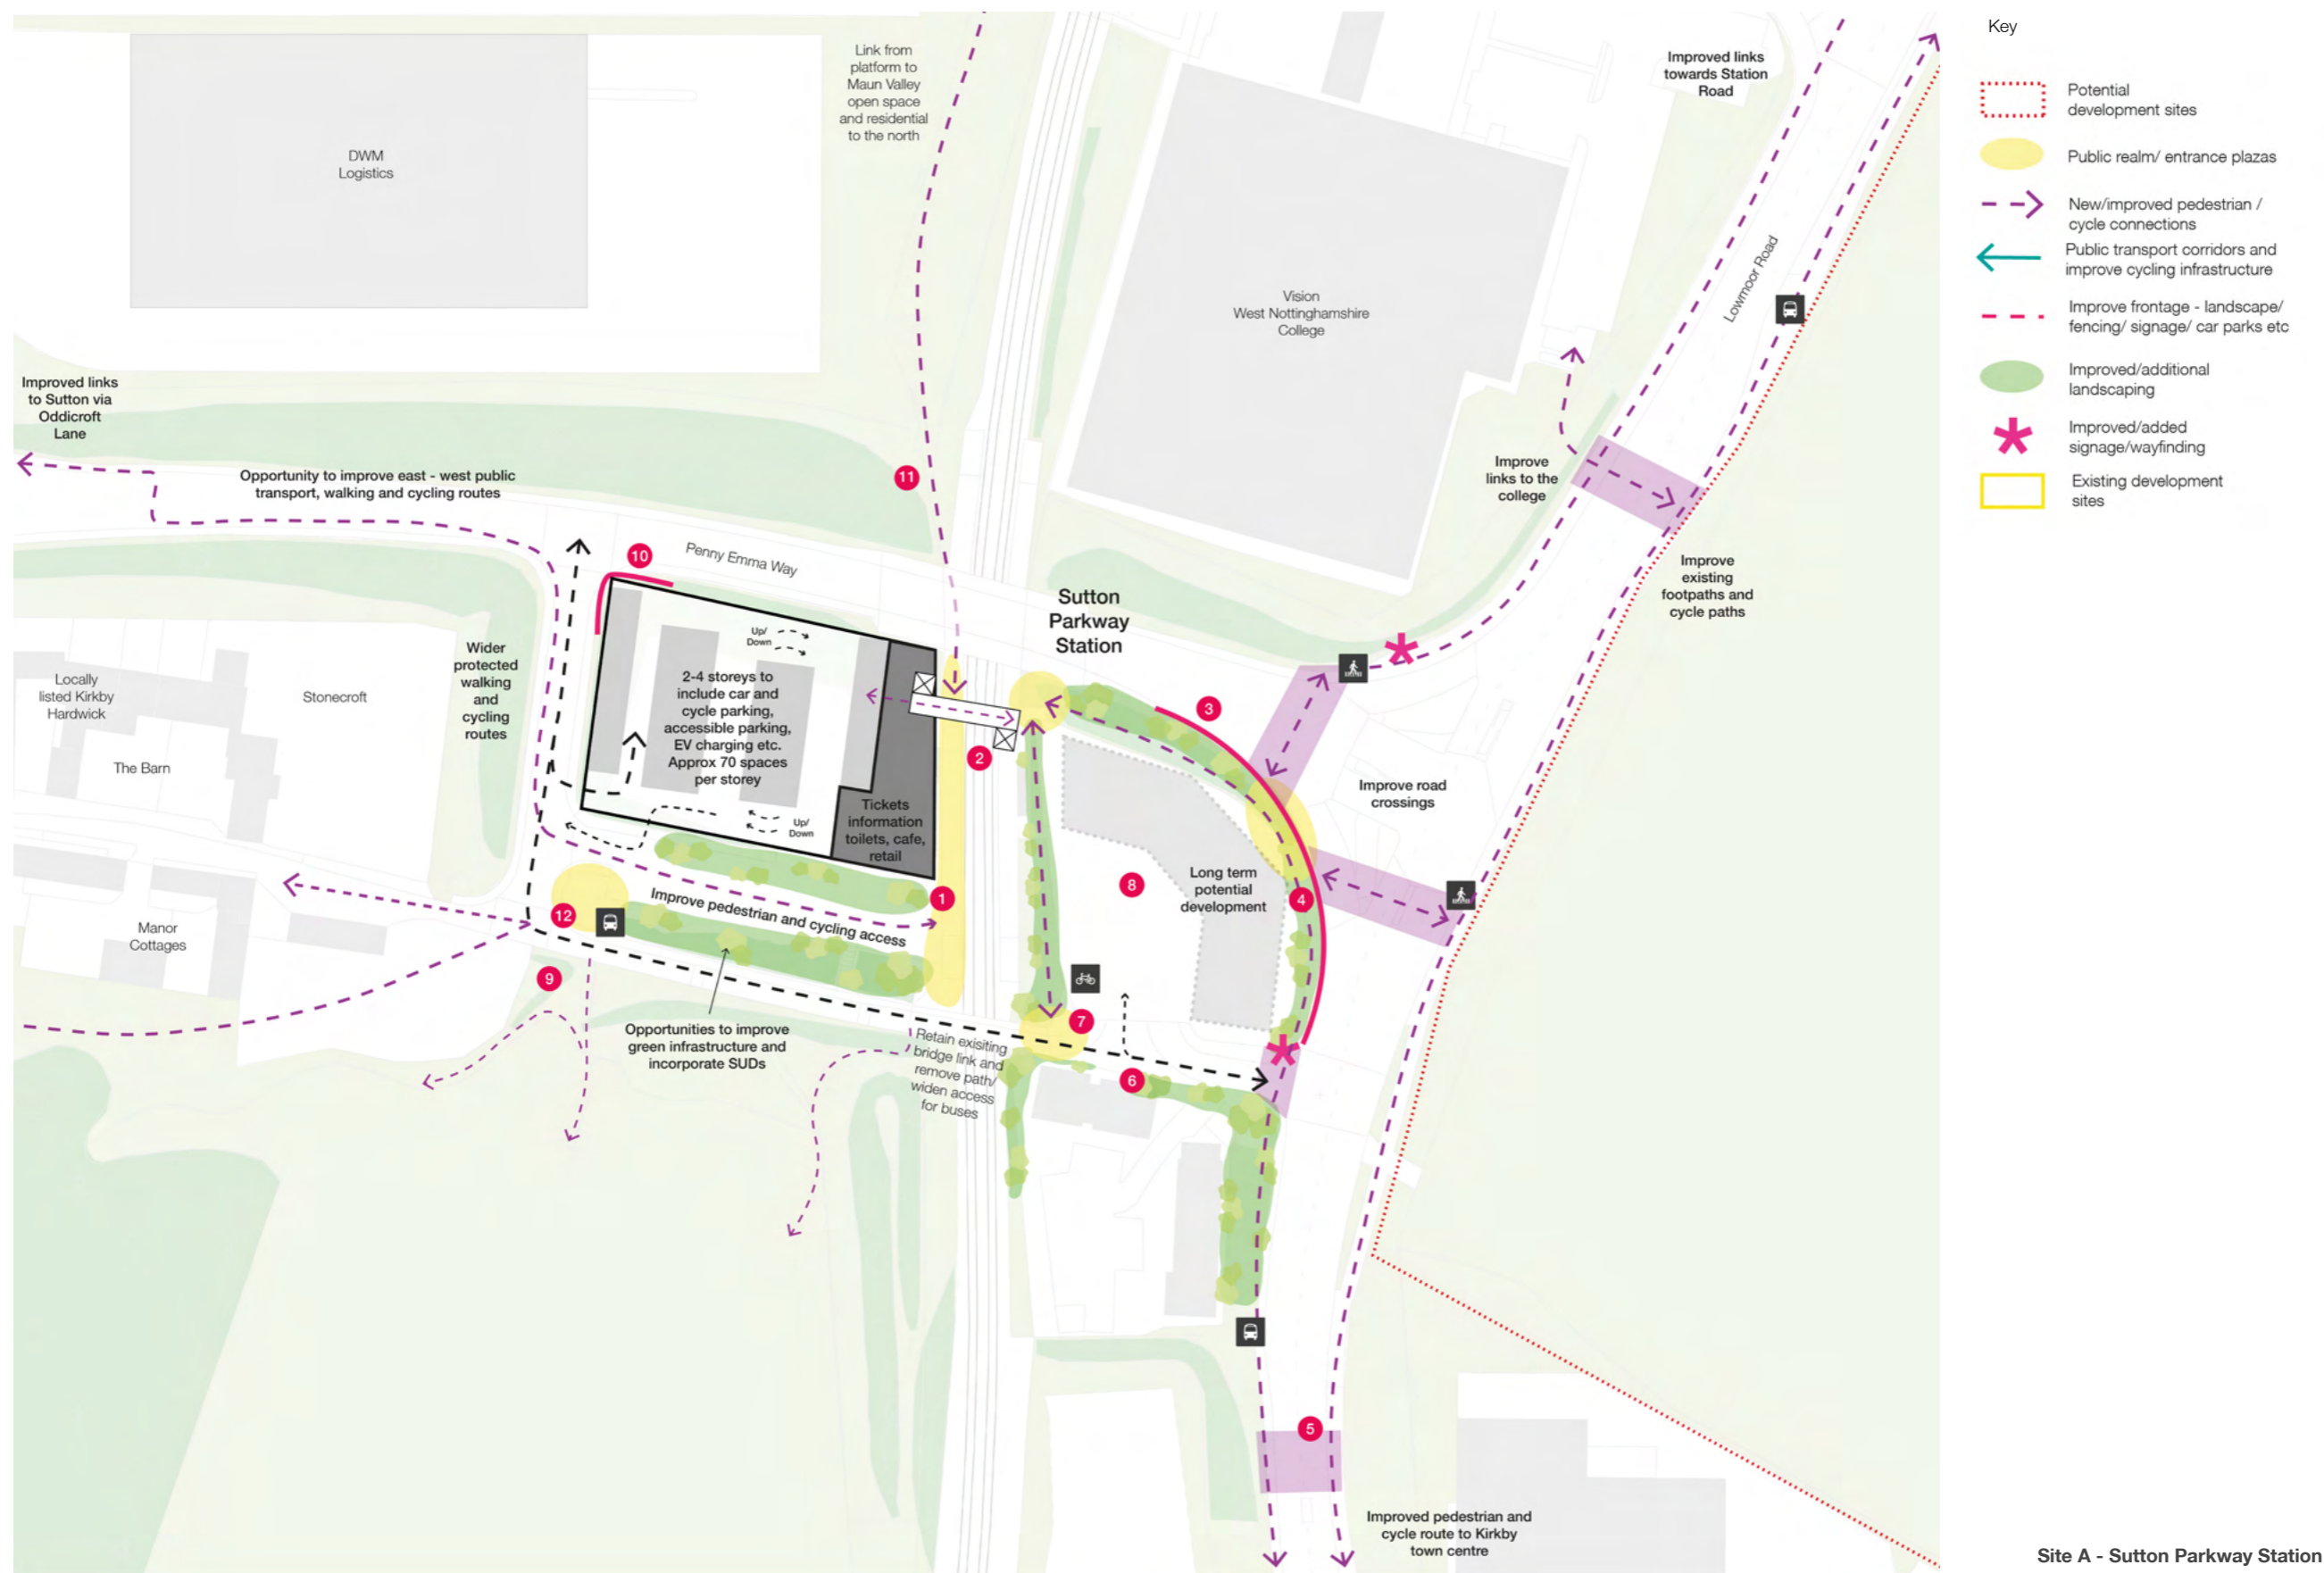 Key
Potential
development sites
Public realm/ entrance plazas
New/improved pedestrian /
cycle connections
Public transport corridors and
improve cycling infrastructure
Improve frontage - landscape/
fencing/ signage/ car parks etc
Improved/additional
landscaping
Improved/added
signage/wayfinding
Existing development
sites
DWM
Logistics
Link from
platform to
Maun Valley
open space
and residential
to the north
Improved links
towards Station
Road
Lowmoor Road
Vision
West Nottinghamshire
College
Improved links
to Sutton via
Oddicroft
Lane
Opportunity to improve east - west public
transport, walking and cycling routes
11
Improve
links to the
college
Improve
existing
footpaths and
cycle paths
10
Penny Emma Way
Sutton
Parkway
Station
Wider
protected
walking
and
cycling
routes
Locally
listed Kirkby
Hardwick
Stonecroft
The Barn
Up/
Down
2-4 storeys to
include car and
cycle parking,
accessible parking,
EV charging etc.
Approx 70 spaces
per storey
Up/
Down
Tickets
information
toilets, cafe,
retail
2
3
Improve road
crossings
8
Long term
potential
development
4
1
Improve pedestrian and cycling access
12
Manor
Cottages
9
7
Opportunities to improve
green infrastructure and
incorporate SUDs
Retain exisiting
bridge link and
remove path/
widen access
for buses
6
5
Improved pedestrian and
cycle route to Kirkby
town centre
Site A - Sutton Parkway Station